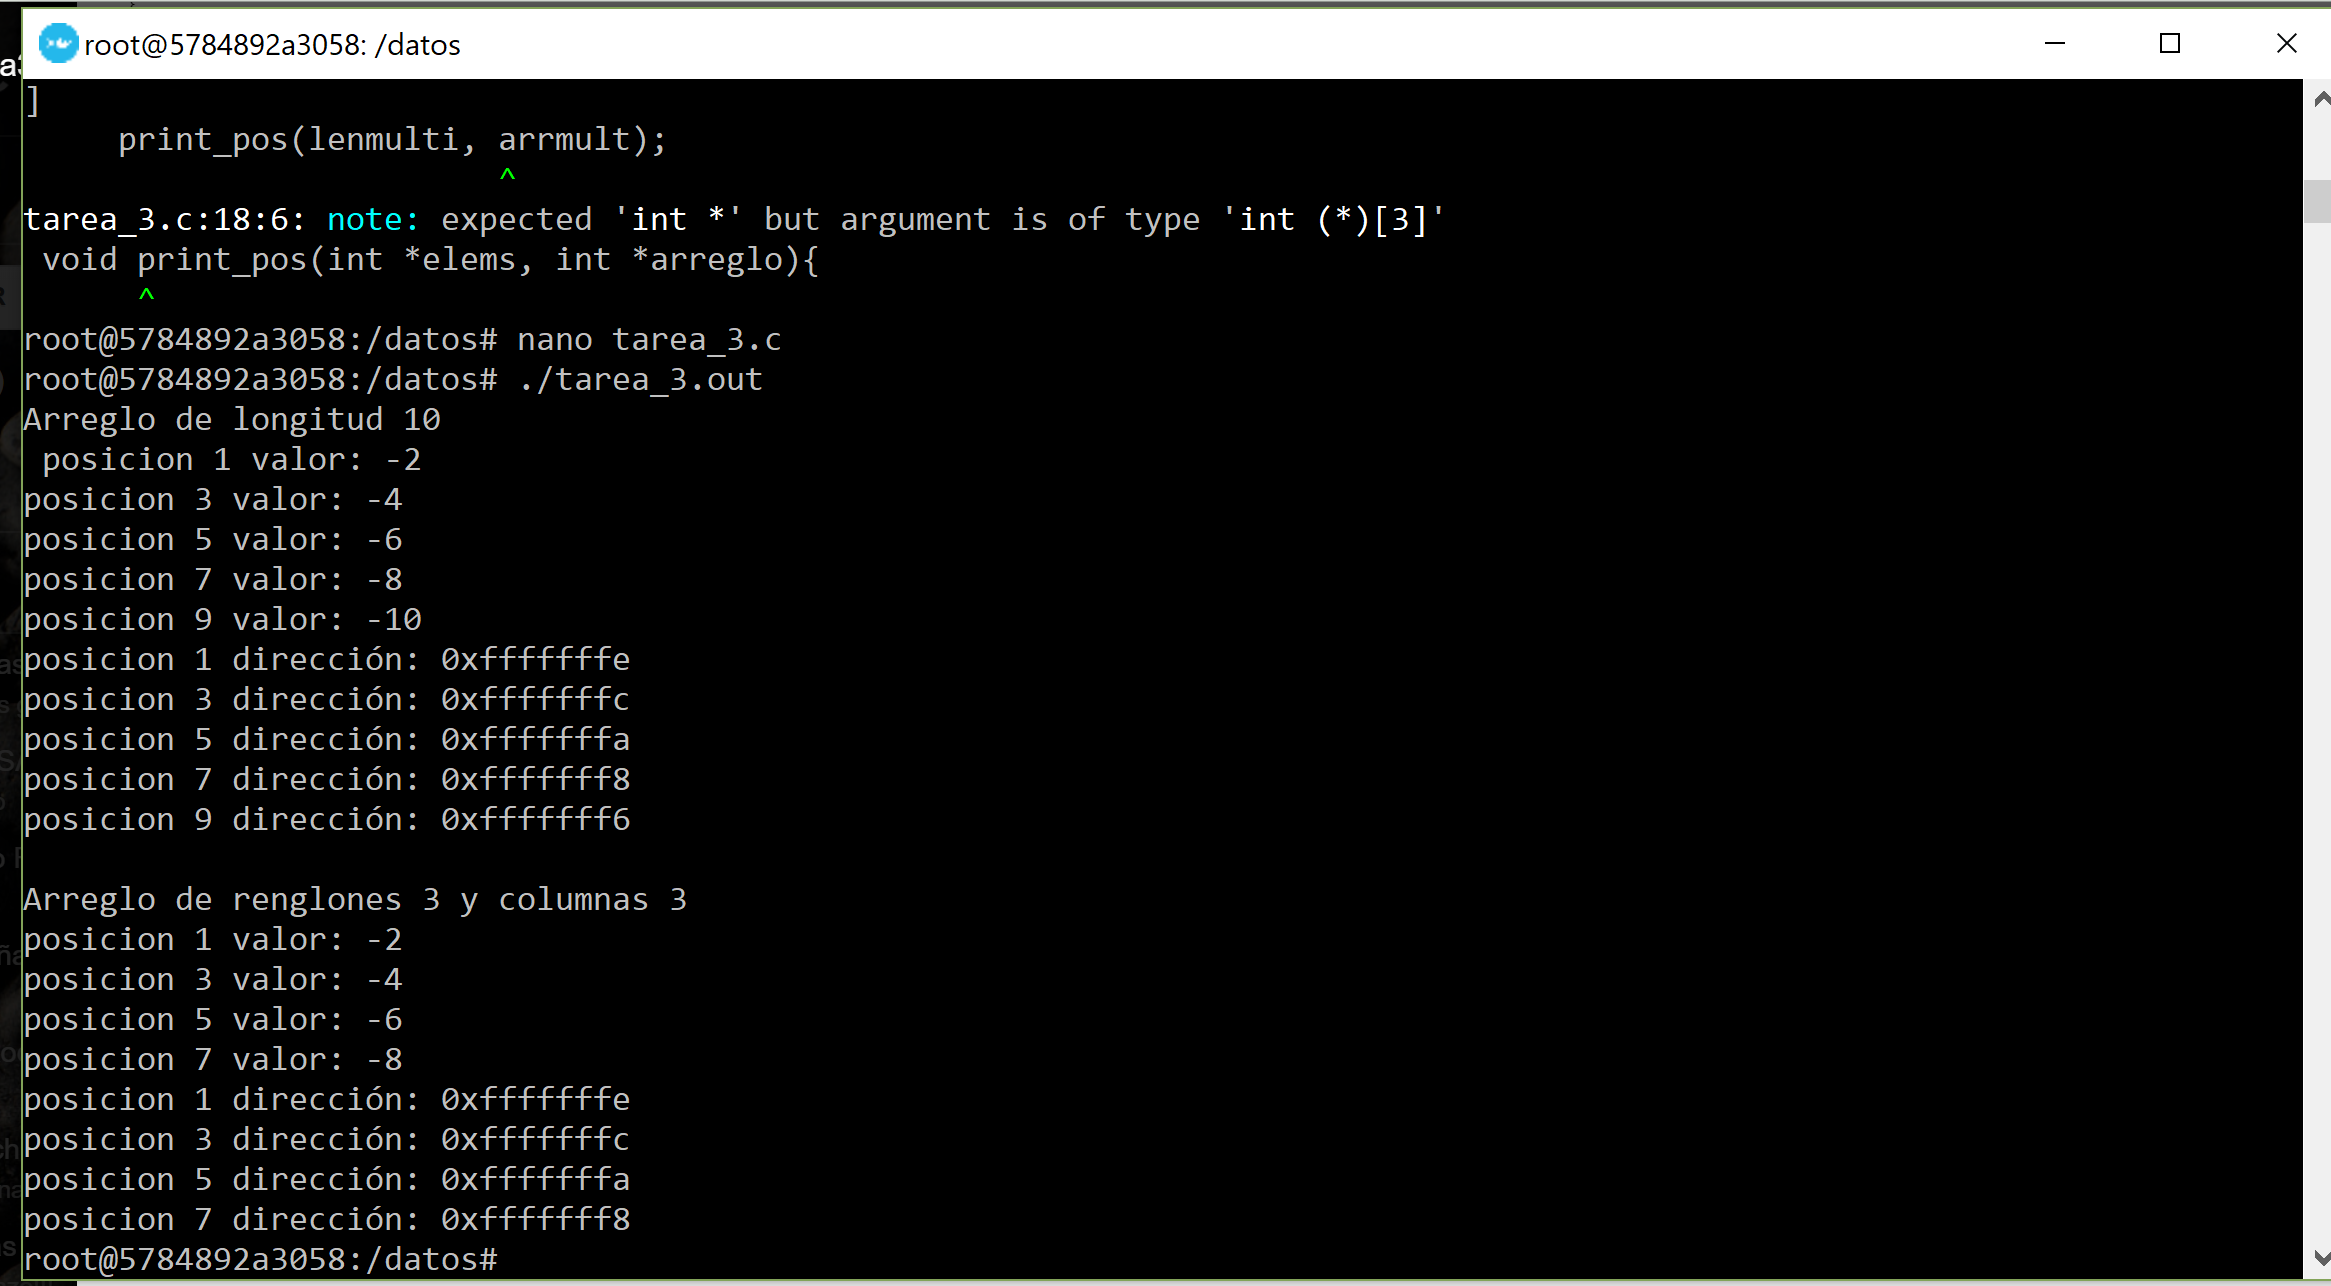 root@5784892a3058: /datos
]
print_pos(lenmulti, arrmult);
^
tarea_3.c:18:6: note: expected 'int *' but argument is of type 'int (*)[3]'
void print_pos(int *elems, int *arreglo){
^
root@5784892a3058:/datos# nano tarea_3.c
root@5784892a3058:/datos# ./tarea_3.out
Arreglo de longitud 10
posicion 1 valor: -2
posicion 3 valor: -4
posicion 5 valor: -6
posicion 7 valor: -8
posicion 9 valor: -10
posicion 1 dirección: 0xfffffffe
posicion 3 dirección: 0xfffffffc
posicion 5 dirección: 0xfffffffa
posicion 7 dirección: 0xfffffff8
posicion 9 dirección: 0xfffffff6
Arreglo de renglones 3 y columnas 3
posicion 1 valor: -2
posicion 3 valor: -4
posicion 5 valor: -6
posicion 7 valor: -8
posicion 1 dirección: 0xfffffffe
posicion 3 dirección: 0xfffffffc
posicion 5 dirección: 0xfffffffa
posicion 7 dirección: 0xfffffff8
root@5784892a3058:/datos#